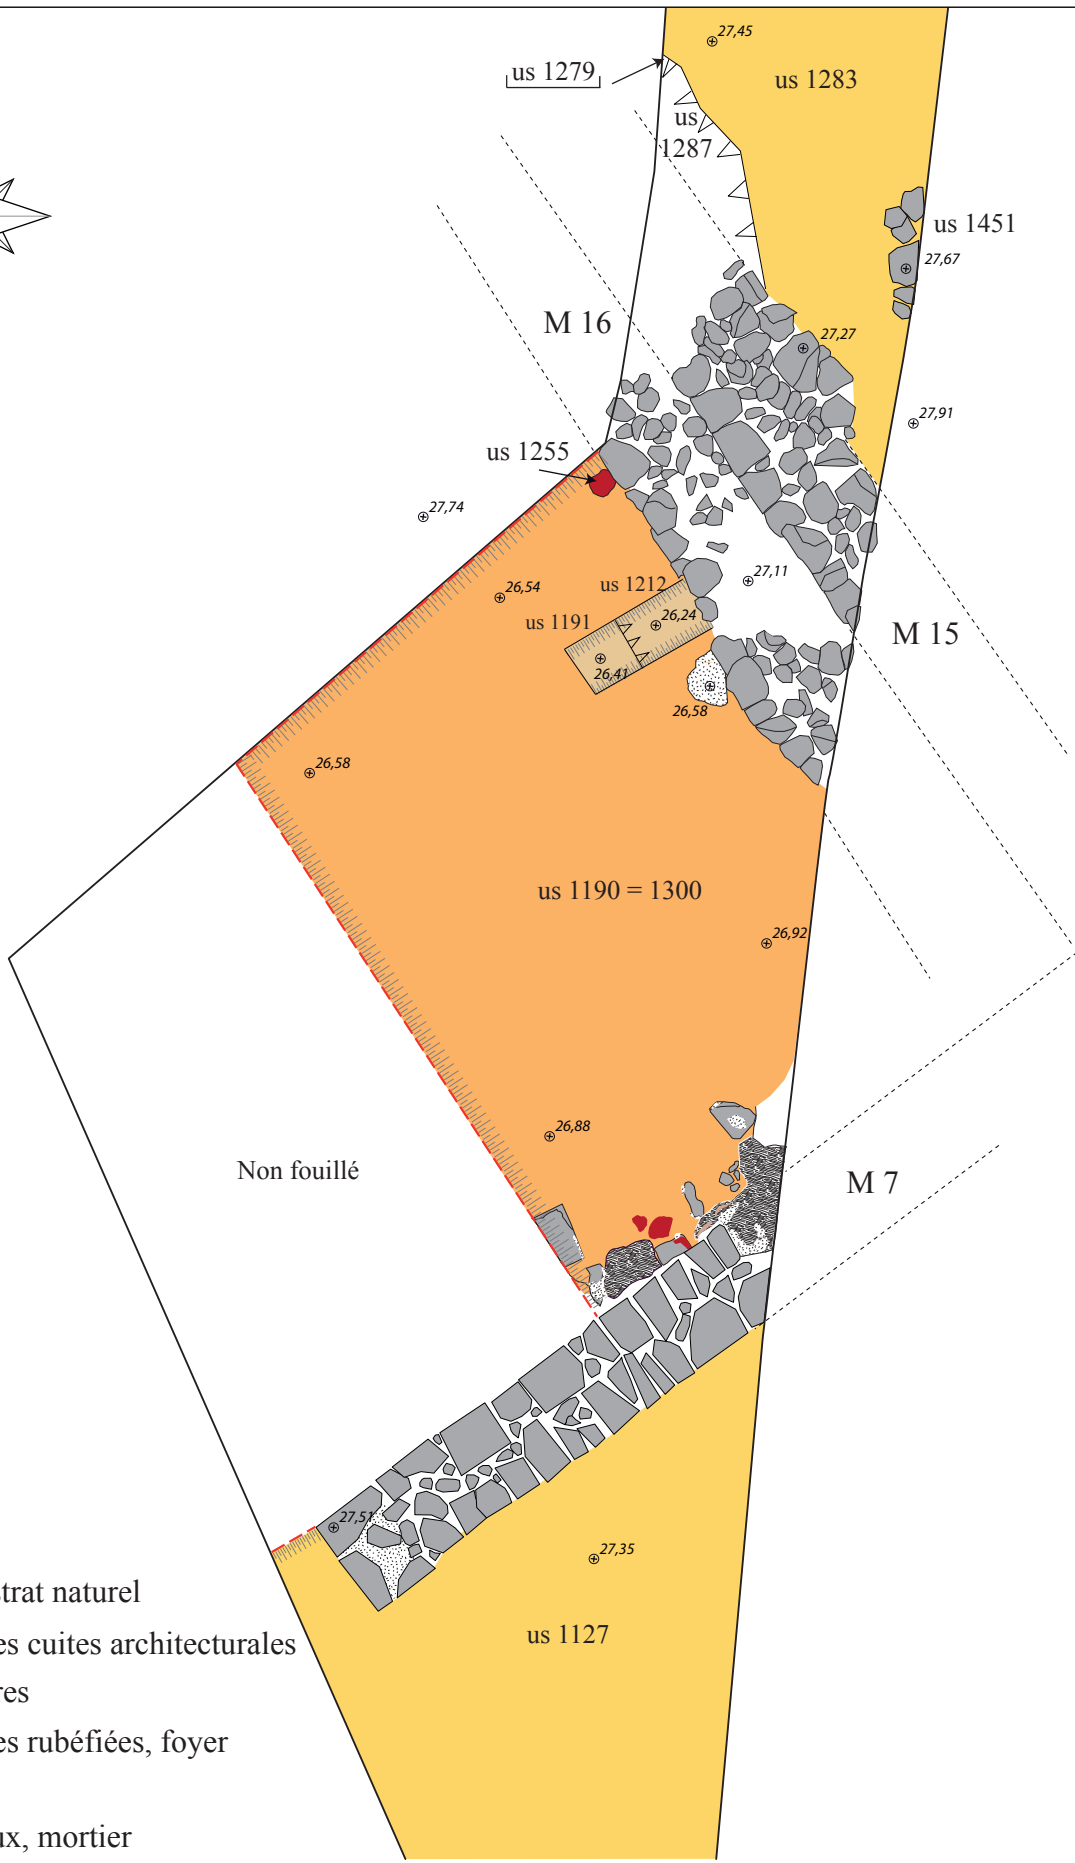 27,45
us 1283
us 1279
us
1287
us 1451
27,67
M 16
27,27
27,91
us 1255
27,74
27,11
26,54
us 1212
us 1191
26,24
M 15
26,41
26,58
26,58
us 1190 = 1300
26,92
26,88
Non fouillé
M 7
27,51
27,35
strat naturel
es cuites architecturales
us 1127
res
es rubéfiées, foyer
ux, mortier